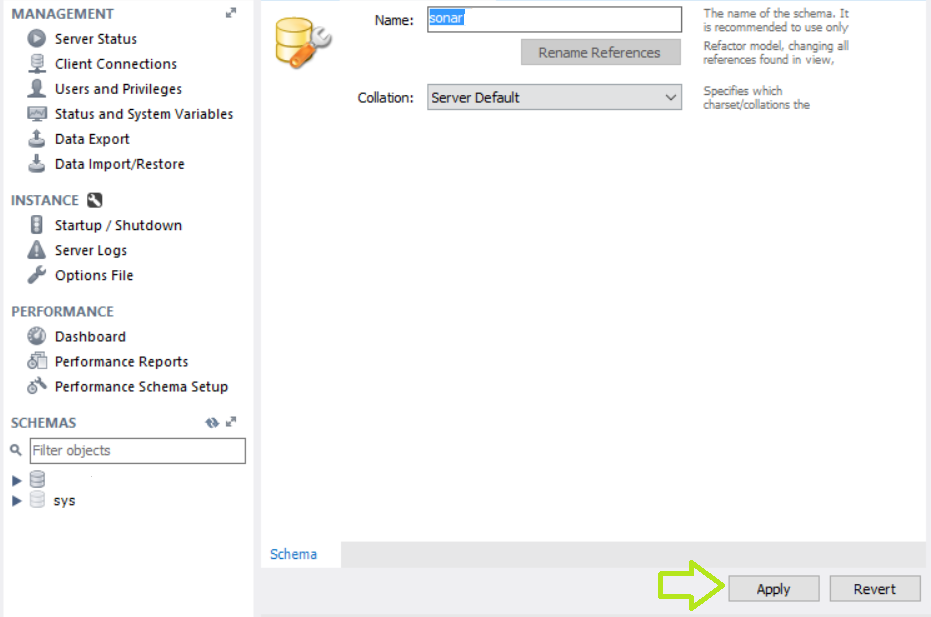 MANAGEMENT
Server Status
Client Connections
Users and Privileges
Status and System Variables
Data Export
Data Import/Restore
INSTANCE
Startup / Shutdown
Server Logs
Options File
PERFORMANCE
Dashboard
Performance Reports
Performance Schema Setup
SCHEMAS
Filter objects
sys
Name:
sonar
The name of the schema. It
is recommended to use only
Rename References
Refactor model, changing all
references found in view,
Collation:
Server Default
Specifies which
charset/collations the
Schema
Apply
Revert